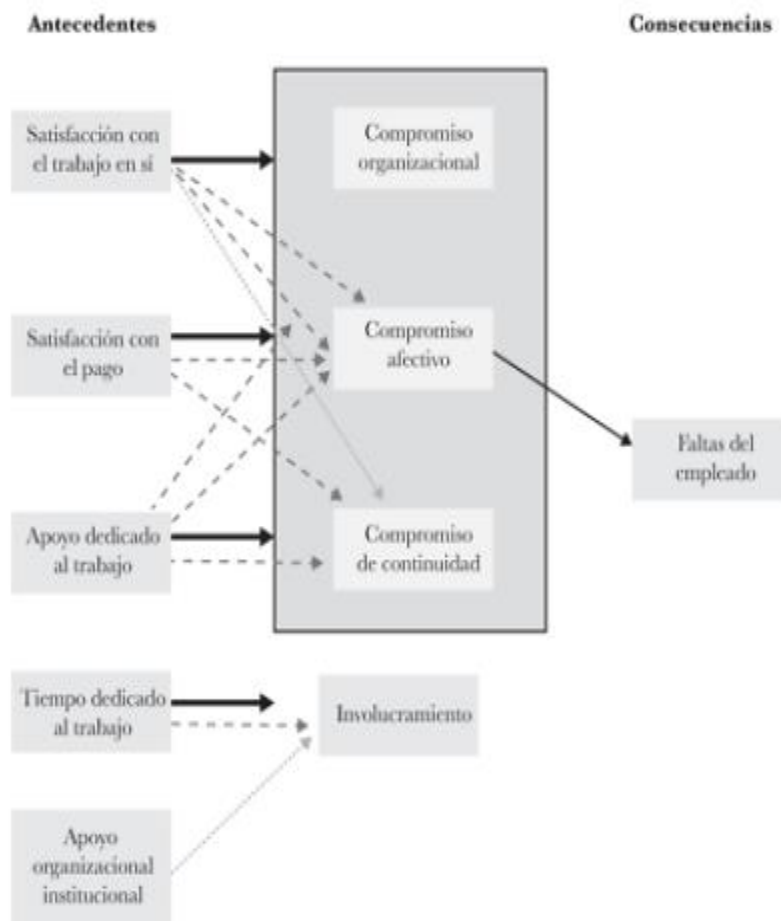 Antecedentes
Consecuencias
Satisfacción con
el trabajo en sí
Compromiso
organizacional
Satisfacción con
el pago
Compromiso
afectivo
Faltas del
empleado
Apoyo dedicado
al trabajo
Compromiso
de continuidad
Tiempo dedicado
al trabajo
Involucramiento
Apoyo
organizacional
institucional